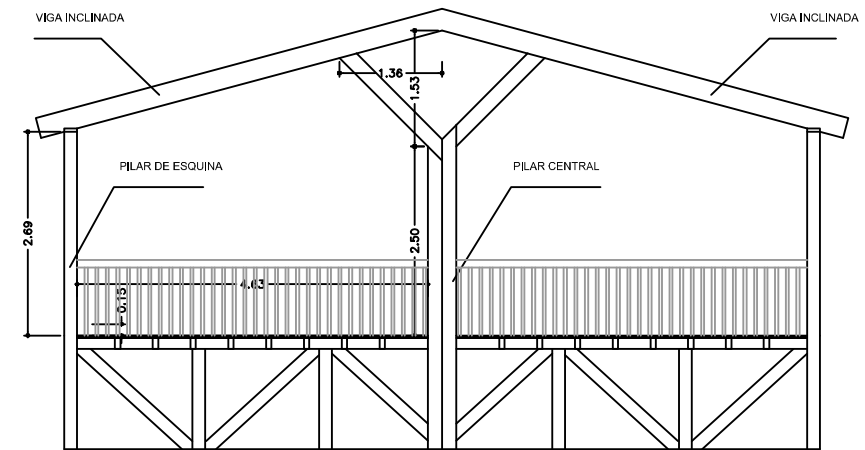 VIGA INCLINADA
VIGA INCLINADA
1.36
1.53
PILAR DE ESQUINA
PILAR CENTRAL
2.69
2.50
4.63
0.15